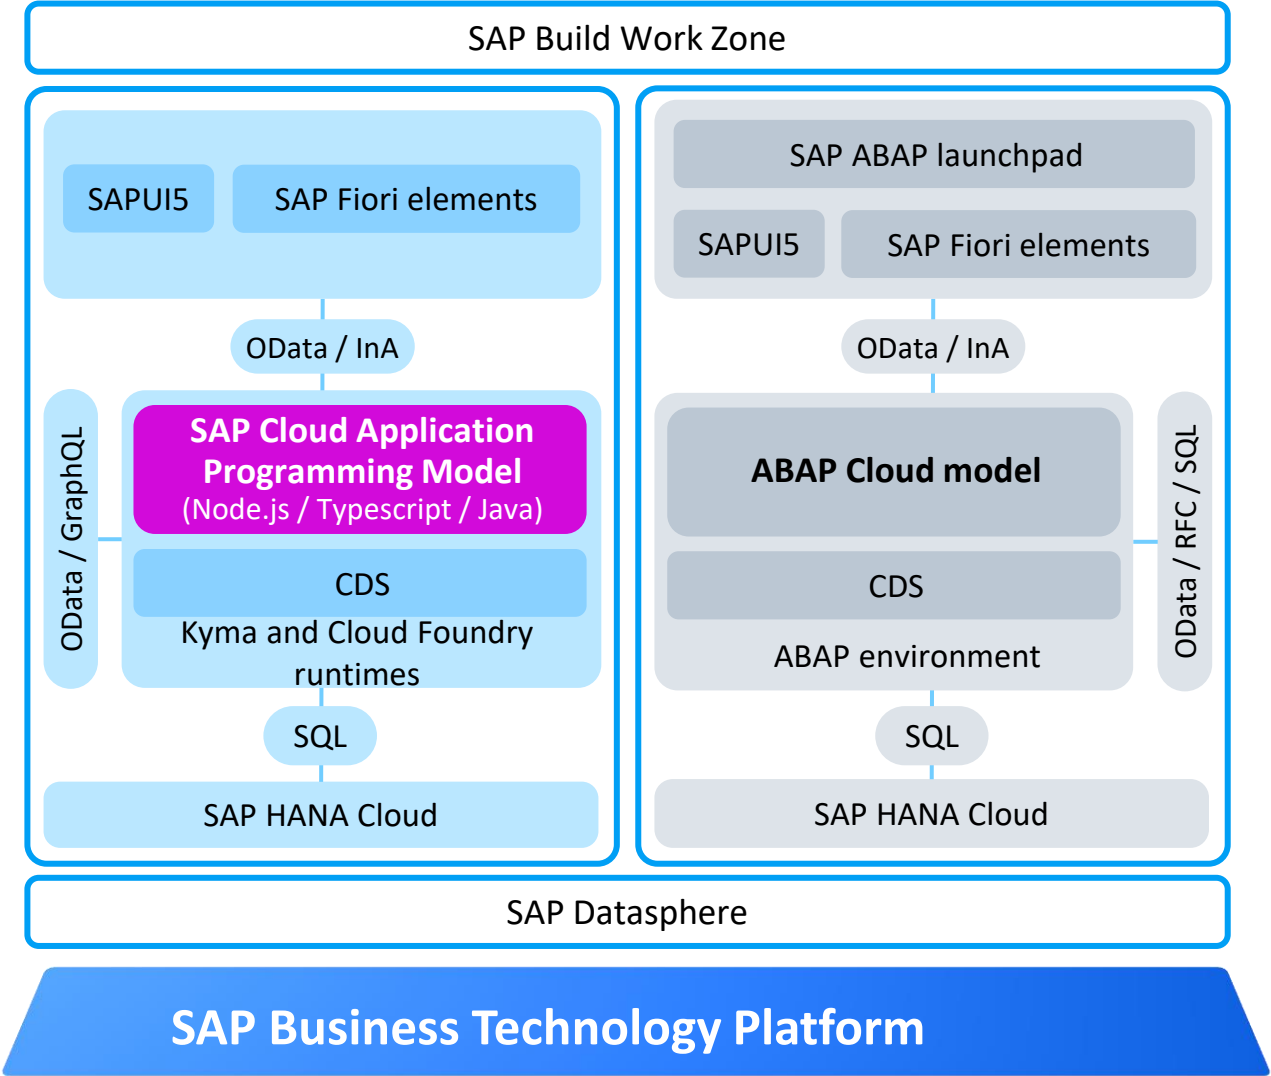 SAP Build Work Zone
SAPUI5
SAP Fiori elements
OData / InA
OData / GraphQL
SAP Cloud Application
Programming Model
(Node.js / Typescript / Java)
CDS
Kyma and Cloud Foundry
runtimes
SQL
SAP HANA Cloud
SAP ABAP launchpad
SAPUI5
SAP Fiori elements
OData / InA
ABAP Cloud model
CDS
ABAP environment
OData / RFC / SQL
SQL
SAP HANA Cloud
SAP Datasphere
SAP Business Technology Platform